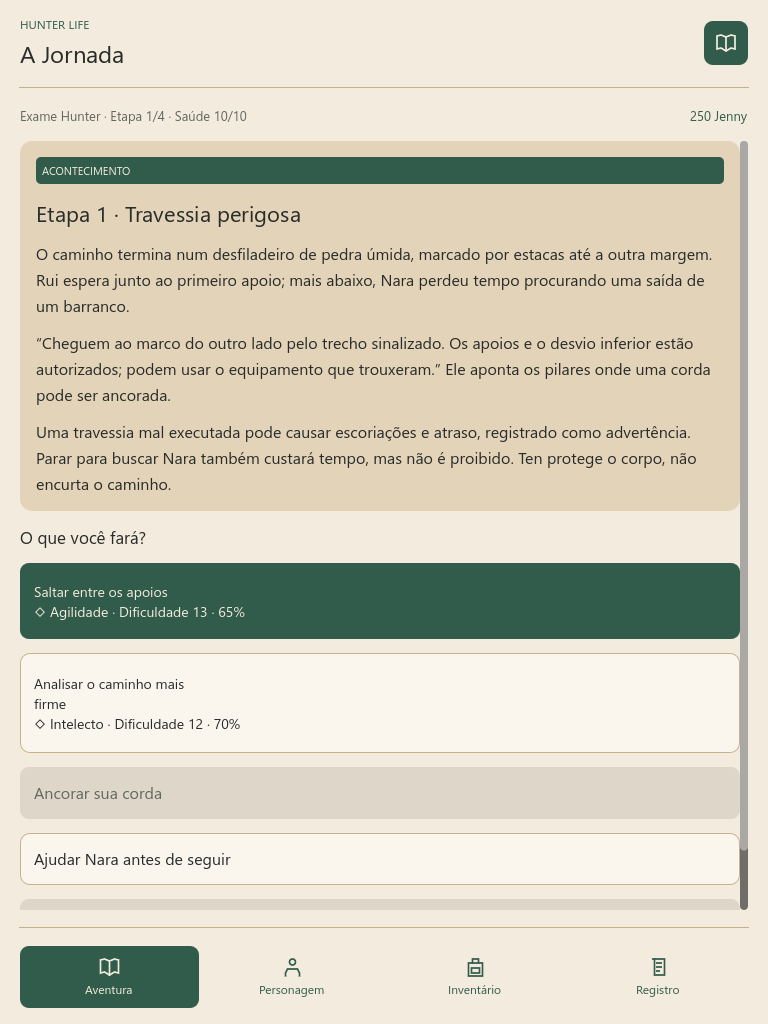 HUNTER LIFE
A Jornada
Exame Hunter · Etapa 1/4 · Saúde 10/10
250 Jenny
ACONTECIMENTO
Etapa 1 · Travessia perigosa
O caminho termina num desfiladeiro de pedra úmida, marcado por estacas até a outra margem.
Rui espera junto ao primeiro apoio; mais abaixo, Nara perdeu tempo procurando uma saída de
um barranco.
“Cheguem ao marco do outro lado pelo trecho sinalizado. Os apoios e o desvio inferior estão
autorizados; podem usar o equipamento que trouxeram.” Ele aponta os pilares onde uma corda
pode ser ancorada.
Uma travessia mal executada pode causar escoriações e atraso, registrado como advertência.
Parar para buscar Nara também custará tempo, mas não é proibido. Ten protege o corpo, não
encurta o caminho.
O que você fará?
Saltar entre os apoios
◇ Agilidade · Dificuldade 13 · 65%
Analisar o caminho mais
firme
◇ Intelecto · Dificuldade 12 · 70%
Ancorar sua corda
Ajudar Nara antes de seguir
Aventura
Personagem
Inventário
Registro